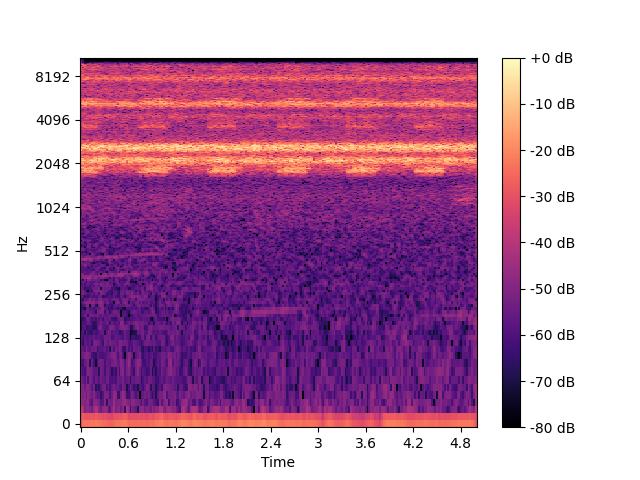 8192
4096
2048
1024
512
256
128
64
0
Hz
0 0.6 1.2 1.8 2.4 3 3.6 4.2 4.8
Time
+0 dB
-10 dB
-20 dB
-30 dB
-40 dB
-50 dB
-60 dB
-70 dB
-80 dB